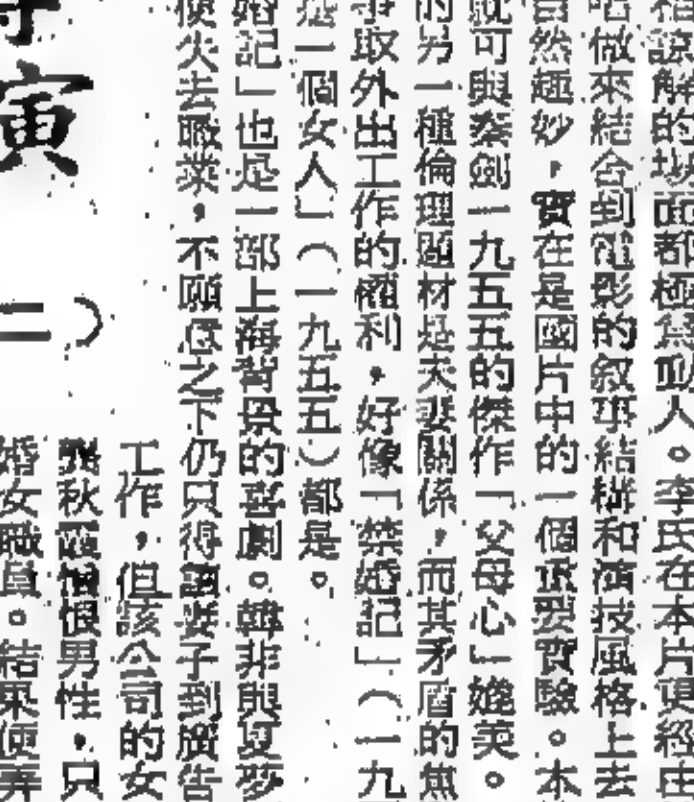 諒解的場面都極為動人。李氏在本片更經由
唱做來結合到電影的敘事結構和演技風格上去
自然趣妙，實在是國片中的一個重要實驗。本
就可與秦劍一九五五的傑作「父母心」媲美。
的另一種倫理題材是夫妻關係，而其矛盾的焦
爭取外出工作的權利，好像「禁婚記」（一九
一個女人」（一九五五）都是。
婚記」也是一部上海背景的喜劇。韓非與夏夢
便失去職業，不願意之下仍只得讓妻子到廣告
工作，但該公司的女
秋霞憎恨男性，只
婚女職員。結果便弄
導演
二）